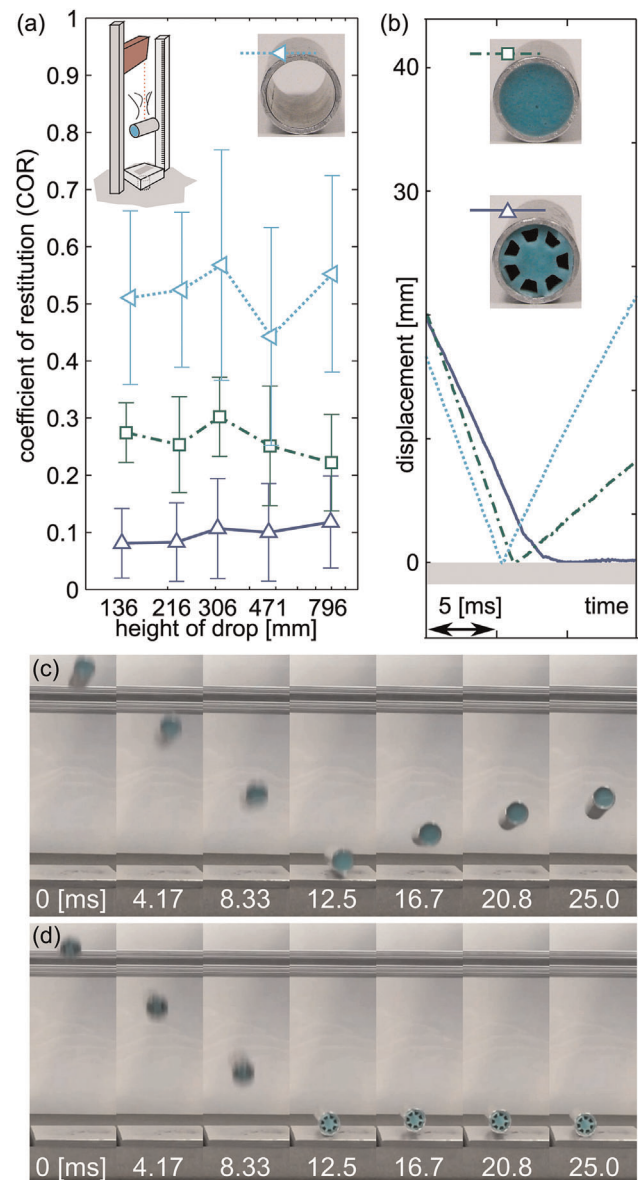 (a)
coefficient of restitution (COR)
1
0.9
0.8
0.7
0.6
0.5
0.4
0.3
0.2
0.1
0
136 216 306 471 796
height of drop [mm]
(b)
displacement [mm]
40
30
0
5 [ms]
time
(c)
0 [ms] 4.17 8.33 12.5 16.7 20.8 25.0
(d)
0 [ms] 4.17 8.33 12.5 16.7 20.8 25.0